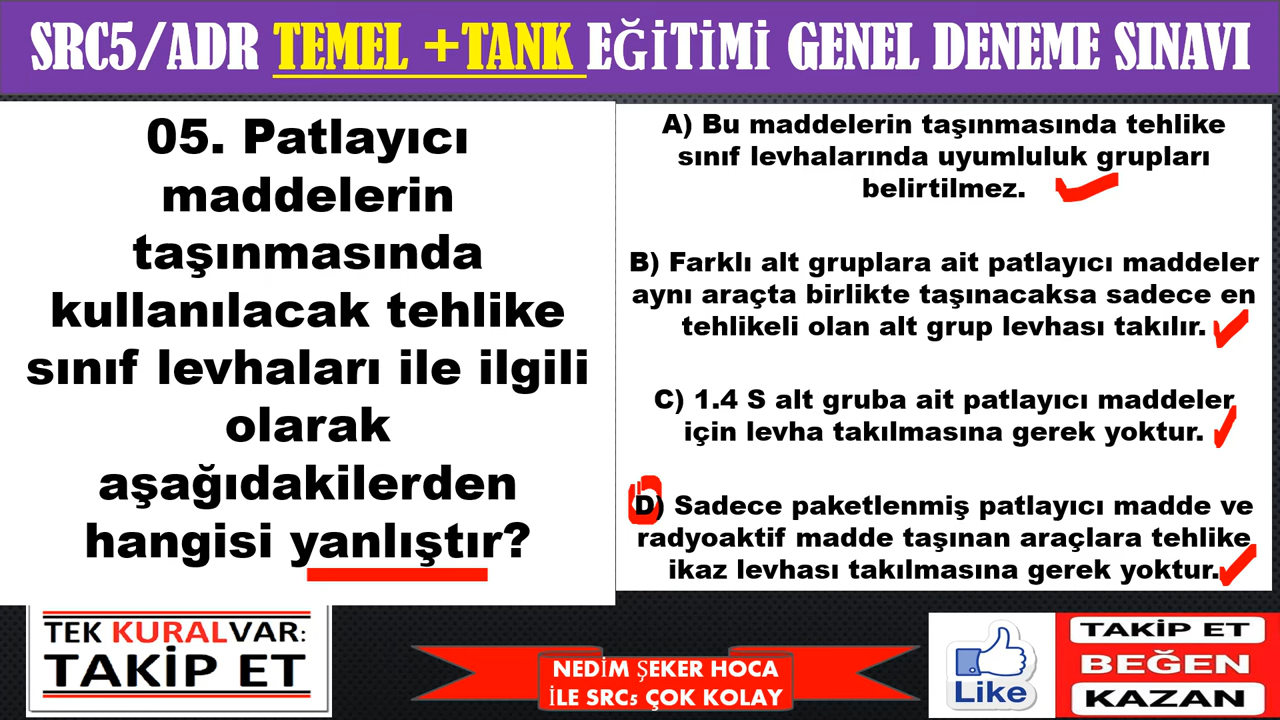 SRC5/ADR TEMEL +TANK EĞİTİMİ GENEL DENEME SINAVI
05. Patlayıcı
maddelerin
taşınmasında
kullanılacak tehlike
sınıf levhaları ile ilgili
olarak
aşağıdakilerden
hangisi yanlıştır?
A) Bu maddelerin taşınmasında tehlike
sınıf levhalarında uyumluluk grupları
belirtilmez.
B) Farklı alt gruplara ait patlayıcı maddeler
aynı araçta birlikte taşınacaksa sadece en
tehlikeli olan alt grup levhası takılır.
C) 1.4 S alt gruba ait patlayıcı maddeler
için levha takılmasına gerek yoktur.
D) Sadece paketlenmiş patlayıcı madde ve
radyoaktif madde taşınan araçlara tehlike
ikaz levhası takılmasına gerek yoktur.
TEK KURALVAR:
TAKİP ET
NEDİM ŞEKER HOCA
İLE SRC5 ÇOK KOLAY
Like
TAKİP ET
BEĞEN
KAZAN